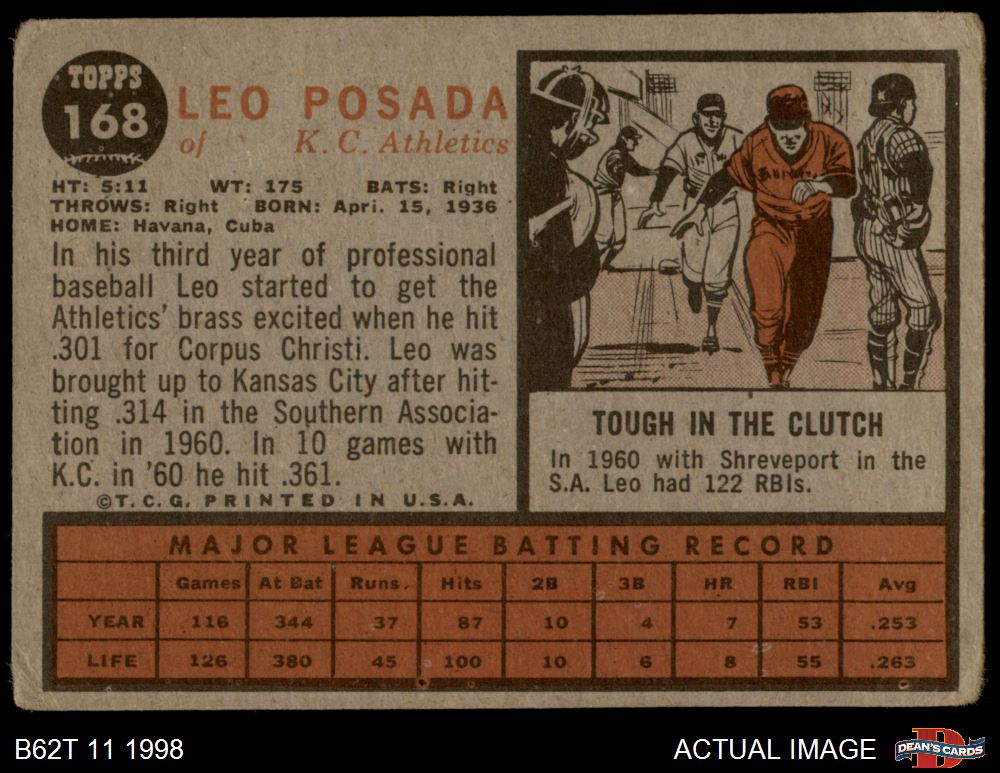 TOPPS
168
LEO POSADA
of K. C. Athletics
HT: 5:11 WT: 175 BATS: Right
THROWS: Right BORN: Apri. 15, 1936
HOME: Havana, Cuba
In his third year of professional
baseball Leo started to get the
Athletics' brass excited when he hit
.301 for Corpus Christi. Leo was
brought up to Kansas City after hit-
ting .314 in the Southern Associa-
tion in 1960. In 10 games with
K.C. in '60 he hit .361.
©T.C.G. PRINTED IN U.S.A.
TOUGH IN THE CLUTCH
In 1960 with Shreveport in the
S.A. Leo had 122 RBIs.
MAJOR LEAGUE BATTING RECORD
Games At Bat Runs. Hits 2B 3B HR RBI Avg
YEAR 116 344 37 87 10 4 7 53 .253
LIFE 126 380 45 100 10 6 8 55 .263
B62T 11 1998
ACTUAL IMAGE
D
DEAN'S CARDS